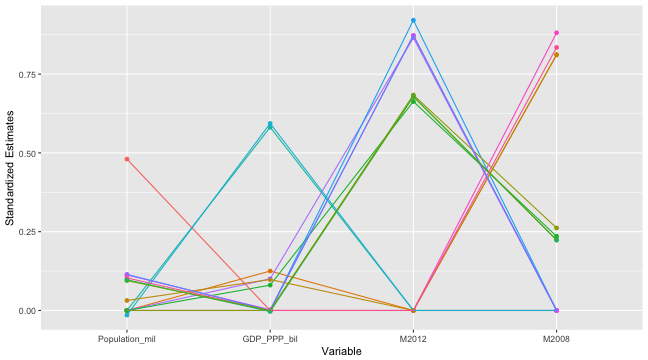 Standardized Estimates
0.75
0.50
0.25
0.00
Population_mil
GDP_PPP_bil
M2012
M2008
Variable